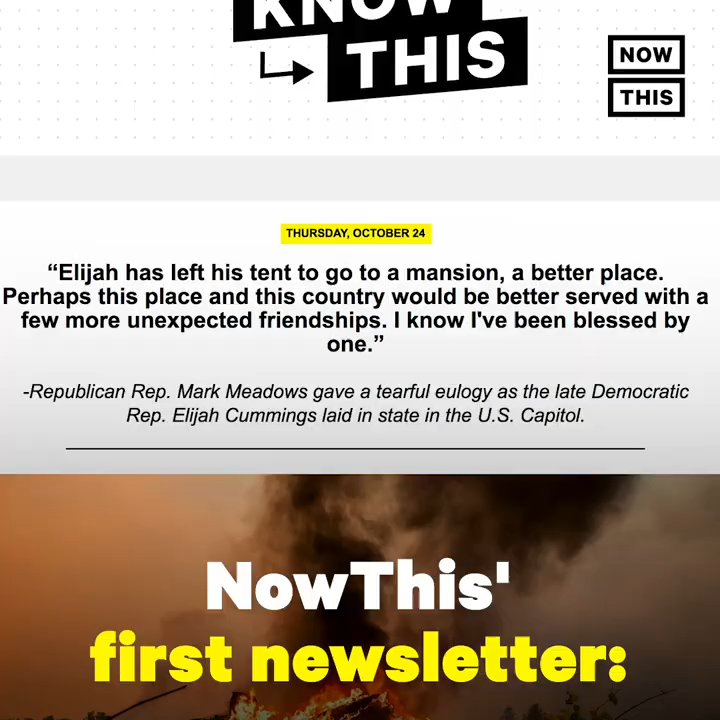 KNOW
THIS
NOW
THIS
THURSDAY, OCTOBER 24
“Elijah has left his tent to go to a mansion, a better place.
Perhaps this place and this country would be better served with a
few more unexpected friendships. I know I've been blessed by
one.”
-Republican Rep. Mark Meadows gave a tearful eulogy as the late Democratic
Rep. Elijah Cummings laid in state in the U.S. Capitol.
NowThis'
first newsletter: